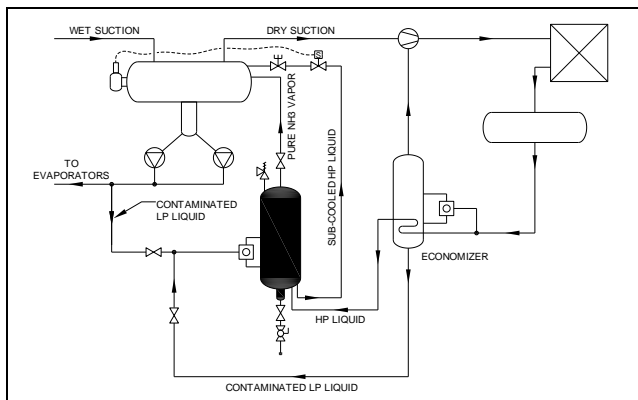 WET SUCTION
DRY SUCTION
PURE NH3 VAPOR
SUB-COOLED HP LIQUID
TO
EVAPORATORS
CONTAMINATED
LP LIQUID
ECONOMIZER
HP LIQUID
CONTAMINATED LP LIQUID